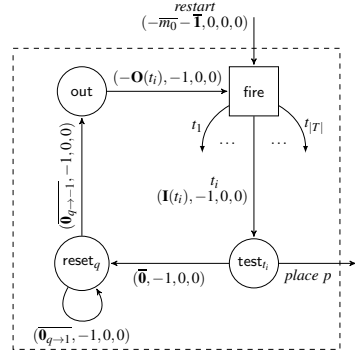 restart
(−m̅₀̅−1̅,0,0,0)
out
(−O(tᵢ),−1,0,0)
fire
t₁
t|T|
… …
tᵢ
(I(tᵢ),−1,0,0)
(0̅_{q→−1},−1,0,0)
reset_q
(0̅,−1,0,0)
test_{tᵢ}
place p
(0̅_{q→1},−1,0,0)